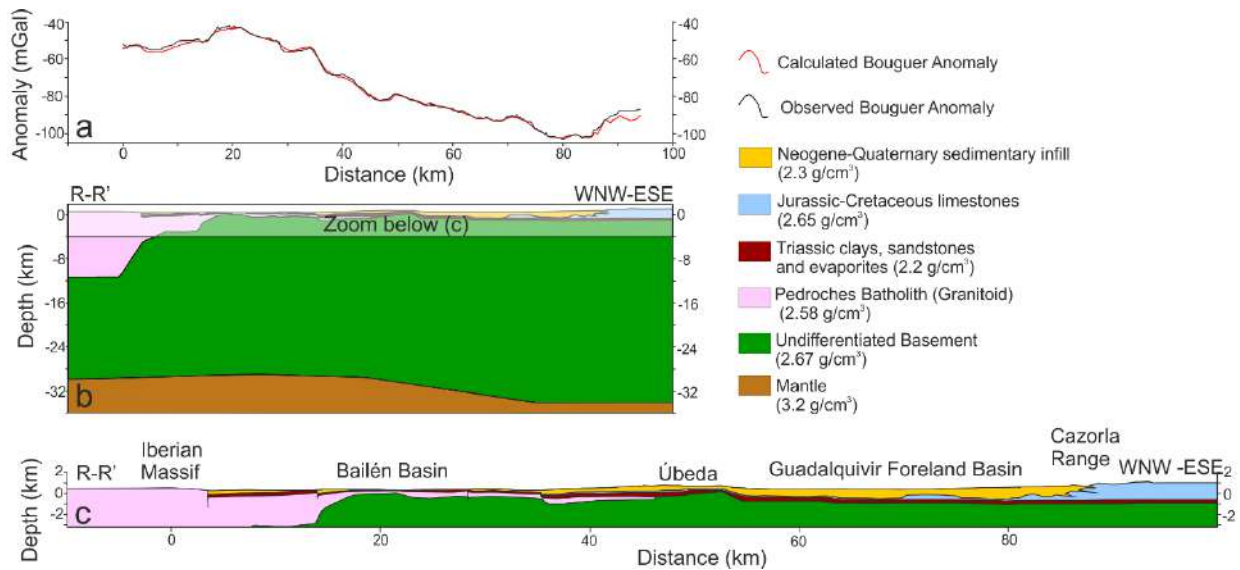 -40 -40
-60 -60
-80 -80
-100 -100
Anomaly (mGal)
a
0 20 40 60 80 100
Distance (km)
Calculated Bouguer Anomaly
Observed Bouguer Anomaly
Neogene-Quaternary sedimentary infill
(2.3 g/cm³)
Jurassic-Cretaceous limestones
(2.65 g/cm³)
Triassic clays, sandstones
and evaporites (2.2 g/cm³)
Pedroches Batholith (Granitoid)
(2.58 g/cm³)
Undifferentiated Basement
(2.67 g/cm³)
Mantle
(3.2 g/cm³)
R-R' WNW-ESE
0 0
Zoom below (c)
-8 -8
-16 -16
-24 -24
-32 -32
Depth (km)
b
Iberian
Massif
R-R'
Bailén Basin
Úbeda
Guadalquivir Foreland Basin
Cazorla
Range
WNW -ESE
2 2
0 0
-2 -2
Depth (km)
c
0 20 40 60 80
Distance (km)